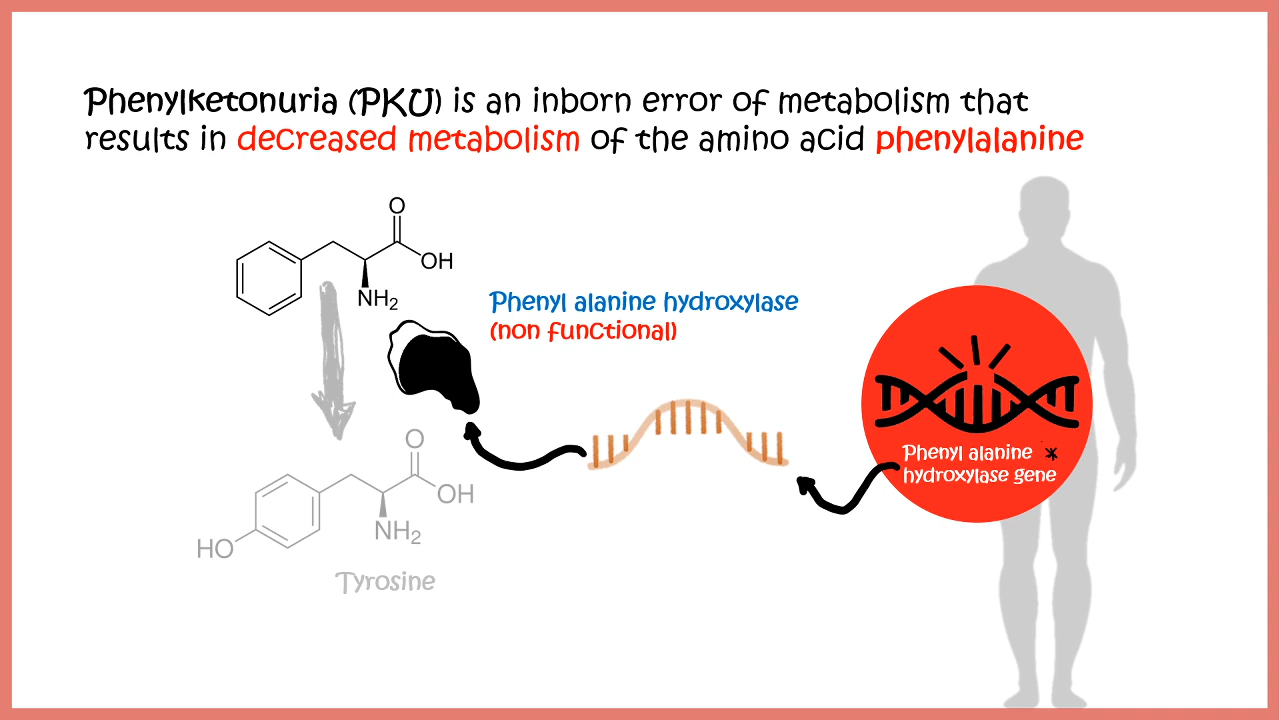 Phenylketonuria (PKU) is an inborn error of metabolism that
results in decreased metabolism of the amino acid phenylalanine
O
OH
NH₂
Phenyl alanine hydroxylase
(non functional)
Phenyl alanine *
hydroxylase gene
O
OH
NH₂
HO
Tyrosine